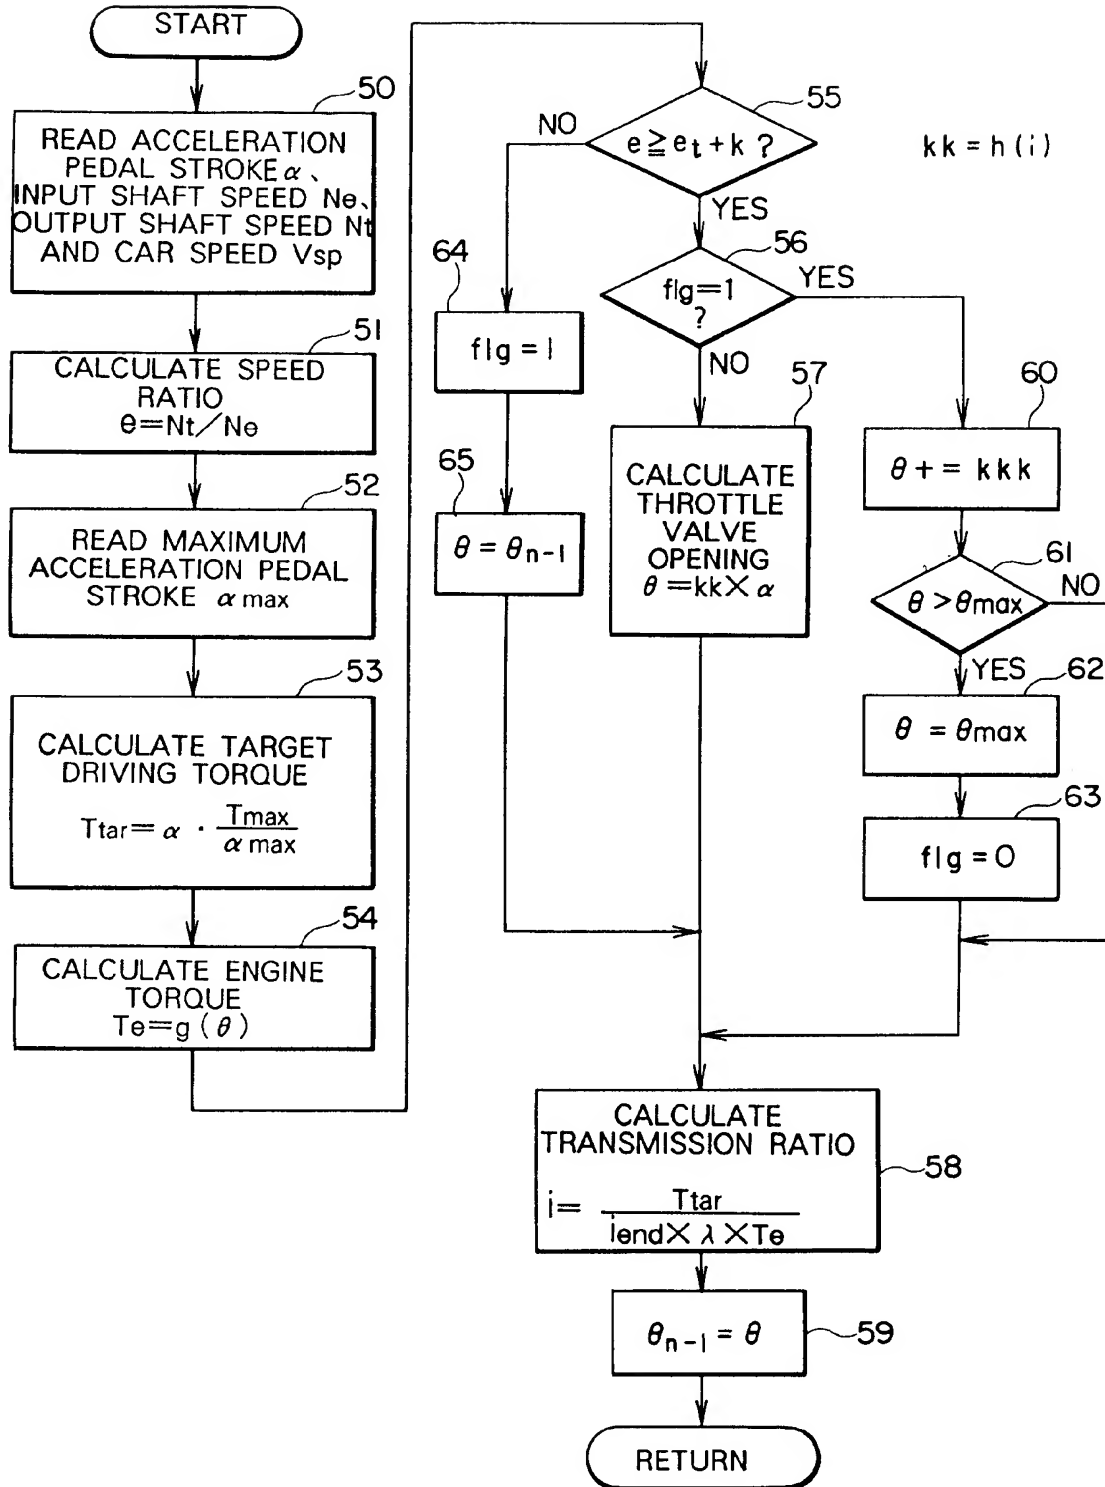 START
50
READ ACCELERATION
PEDAL STROKE α、
INPUT SHAFT SPEED Ne、
OUTPUT SHAFT SPEED Nt
AND CAR SPEED Vsp
51
CALCULATE SPEED
RATIO
e=Nt/Ne
52
READ MAXIMUM
ACCELERATION PEDAL
STROKE α max
53
CALCULATE TARGET
DRIVING TORQUE
Ttar= α · Tmax / α max
54
CALCULATE ENGINE
TORQUE
Te=g(θ)
55
e ≧ et + k ?
NO
YES
kk = h(i)
56
flg=1
?
YES
NO
64
flg = 1
65
θ = θn-1
57
CALCULATE
THROTTLE
VALVE
OPENING
θ =kk× α
60
θ += kkk
61
θ > θmax
NO
YES
62
θ = θmax
63
flg = 0
58
CALCULATE
TRANSMISSION RATIO
i= Ttar / iend× λ ×Te
59
θn-1 = θ
RETURN